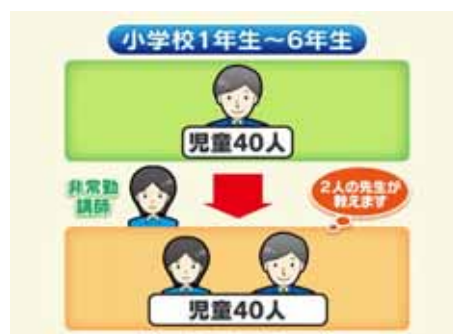 小学校1年生～6年生
児童40人
非常勤
講師
2人の先生が
教えます
児童40人